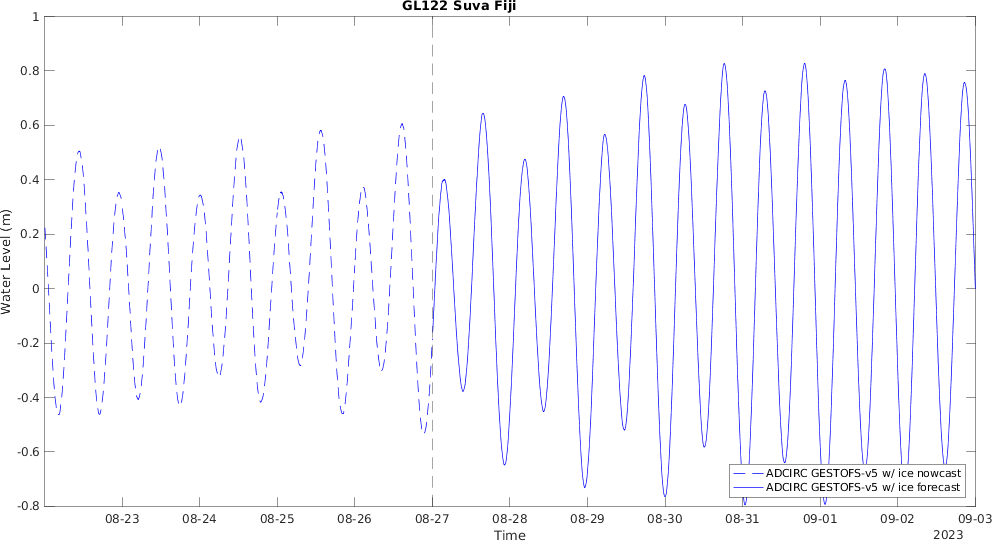 GL122 Suva Fiji
1
0.8
0.6
0.4
0.2
0
-0.2
-0.4
-0.6
-0.8
Water Level (m)
ADCIRC GESTOFS-v5 w/ ice nowcast
ADCIRC GESTOFS-v5 w/ ice forecast
08-23 08-24 08-25 08-26 08-27 08-28 08-29 08-30 08-31 09-01 09-02 09-03
Time
2023